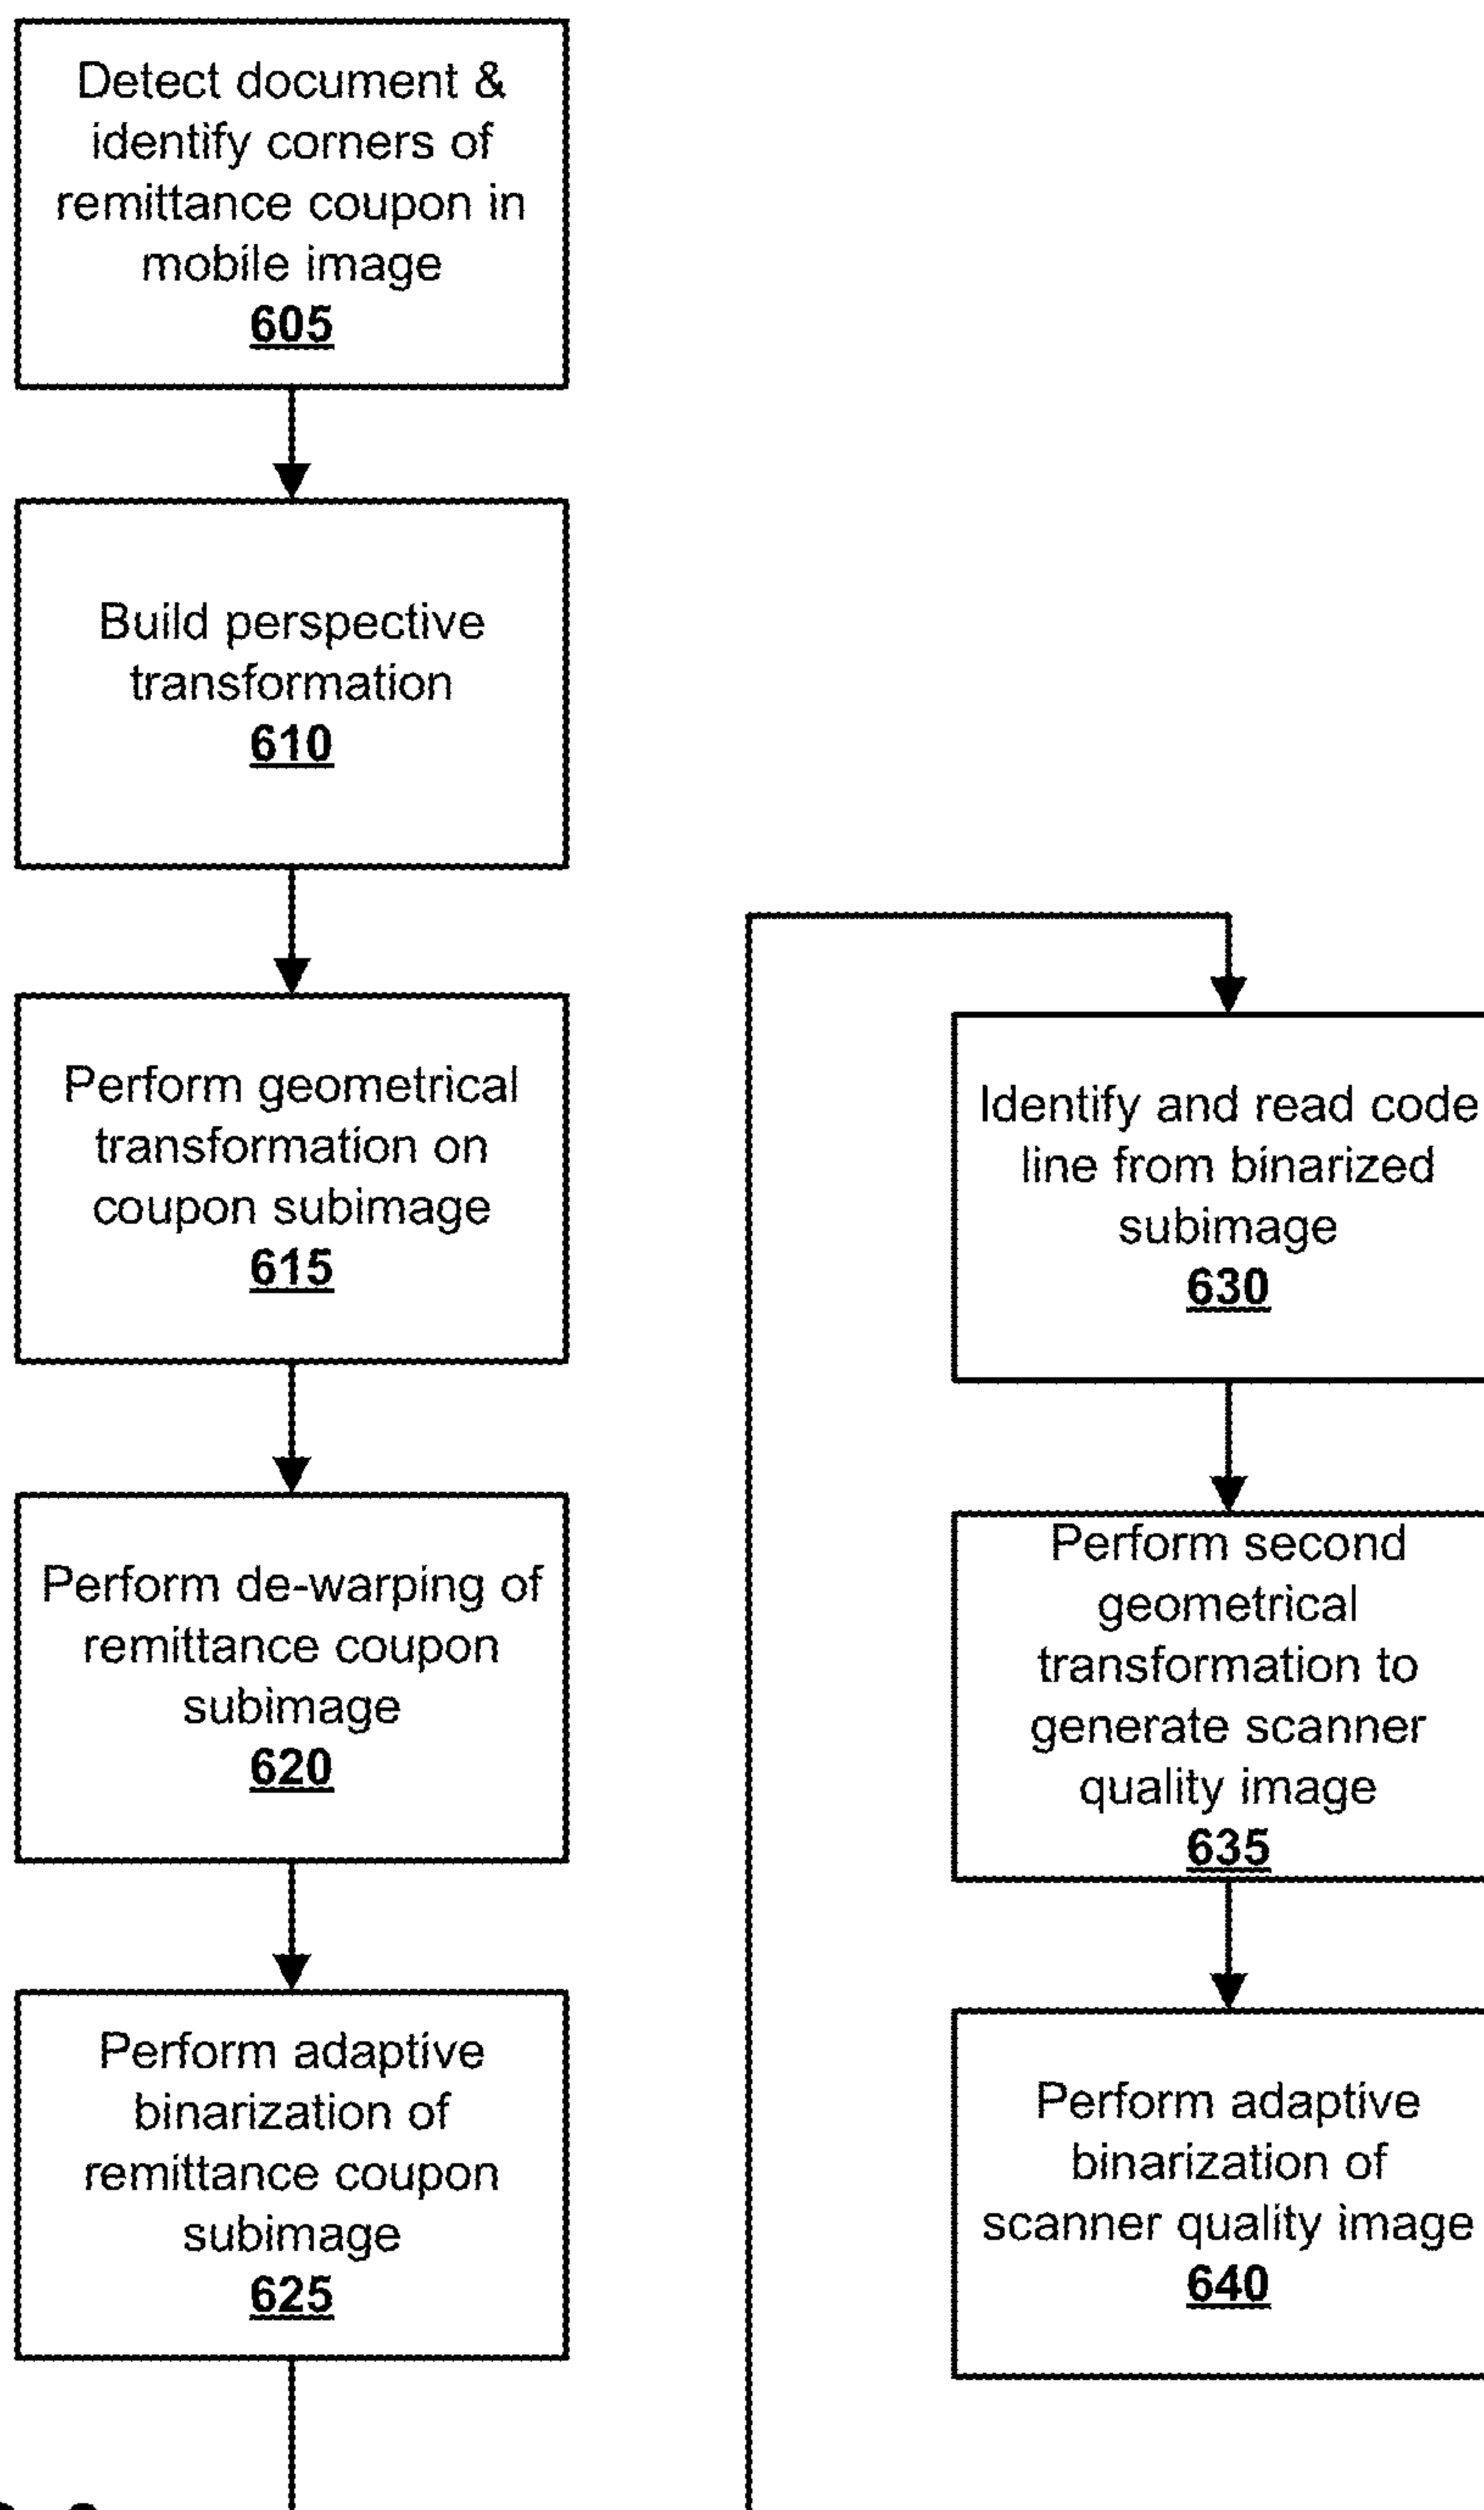 Detect document &
identify corners of
remittance coupon in
mobile image
605
Build perspective
transformation
610
Perform geometrical
transformation on
coupon subimage
615
Perform de-warping of
remittance coupon
subimage
620
Perform adaptive
binarization of
remittance coupon
subimage
625
Identify and read code
line from binarized
subimage
630
Perform second
geometrical
transformation to
generate scanner
quality image
635
Perform adaptive
binarization of
scanner quality image
640